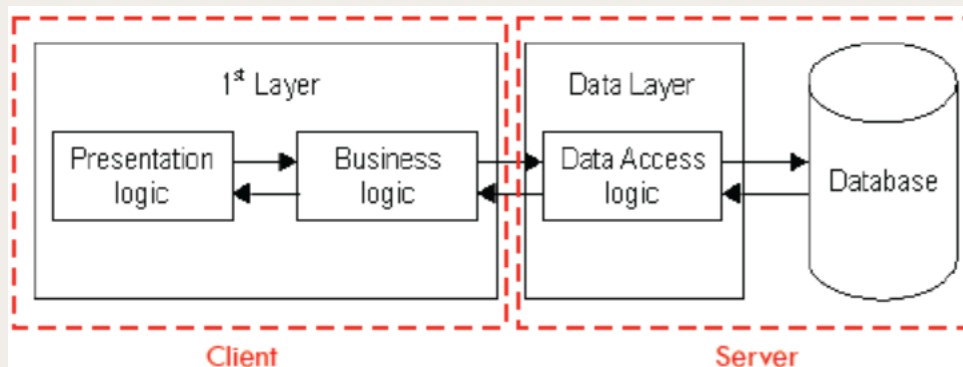 1st Layer
Data Layer
Presentation
logic
Business
logic
Data Access
logic
Database
Client
Server